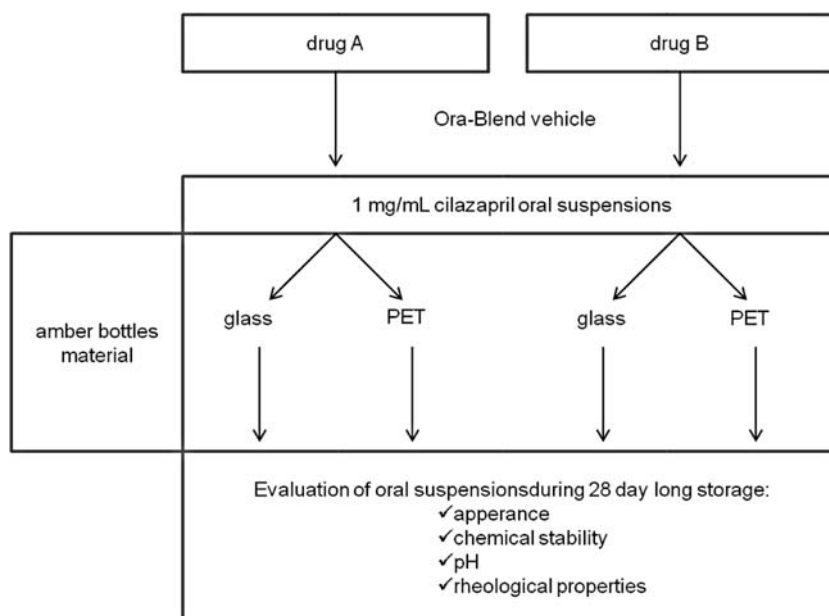 drug A
drug B
Ora-Blend vehicle
1 mg/mL cilazapril oral suspensions
amber bottles
material
glass
PET
glass
PET
Evaluation of oral suspensionsduring 28 day long storage:
✓apperance
✓chemical stability
✓pH
✓rheological properties